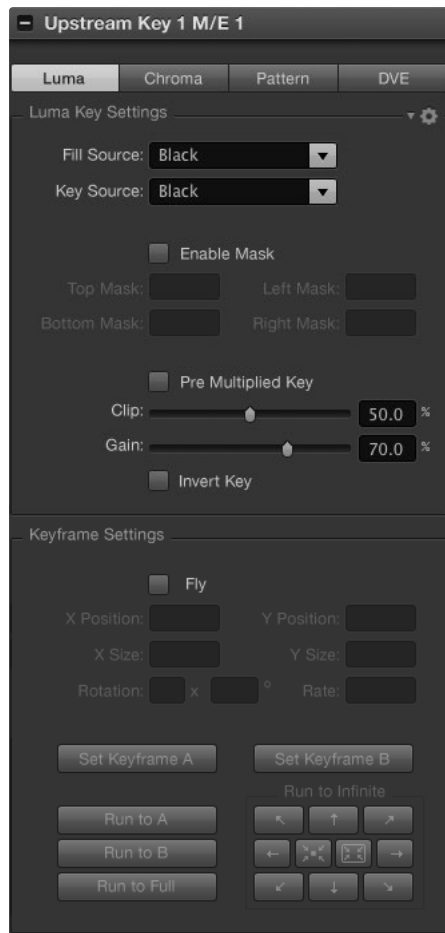 Upstream Key 1 M/E 1
Luma Chroma Pattern DVE
Luma Key Settings
Fill Source: Black
Key Source: Black
Enable Mask
Top Mask: Left Mask:
Bottom Mask: Right Mask:
Pre Multiplied Key
Clip: 50.0 %
Gain: 70.0 %
Invert Key
Keyframe Settings
Fly
X Position: Y Position:
X Size: Y Size:
Rotation: x ° Rate:
Set Keyframe A Set Keyframe B
Run to Infinite
Run to A
Run to B
Run to Full